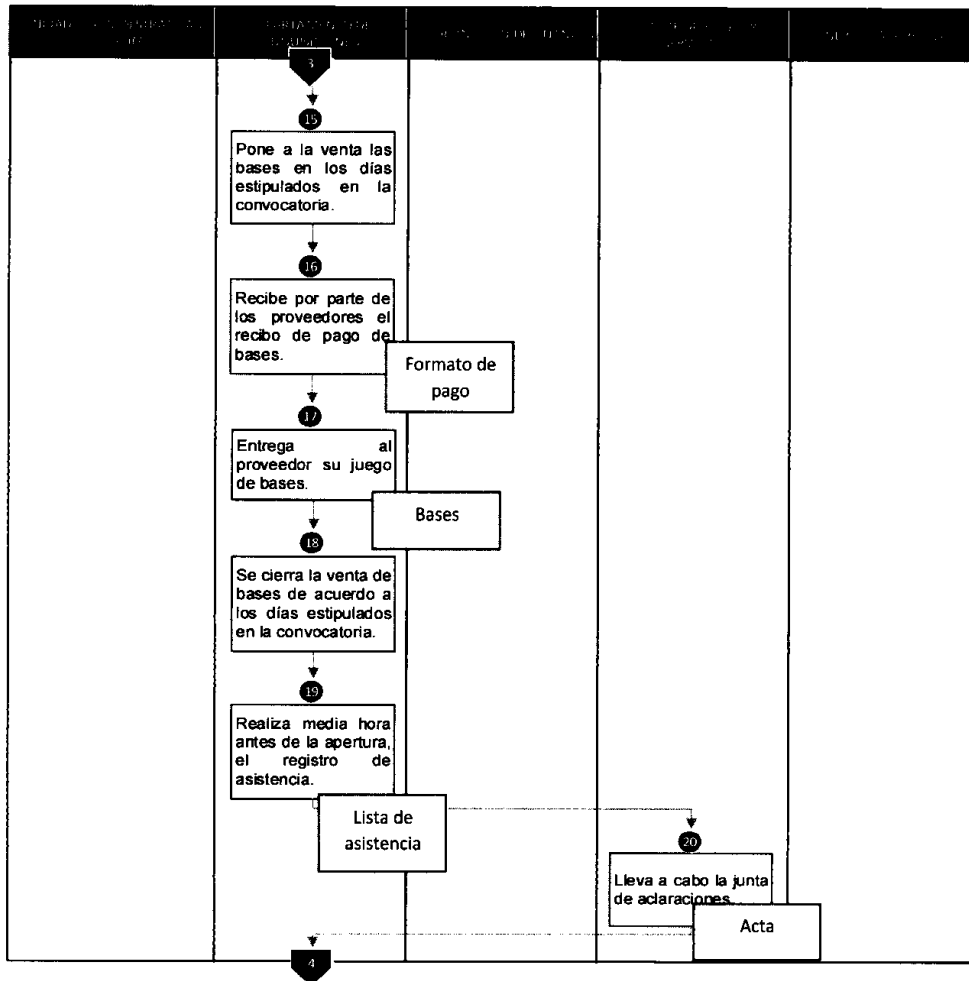 3
15
Pone a la venta las
bases en los días
estipulados en la
convocatoria.
16
Recibe por parte de
los proveedores el
recibo de pago de
bases.
Formato de
pago
17
Entrega al
proveedor su juego
de bases.
Bases
18
Se cierra la venta de
bases de acuerdo a
los días estipulados
en la convocatoria.
19
Realiza media hora
antes de la apertura,
el registro de
asistencia.
Lista de
asistencia
20
Lleva a cabo la junta
de aclaraciones.
Acta
4